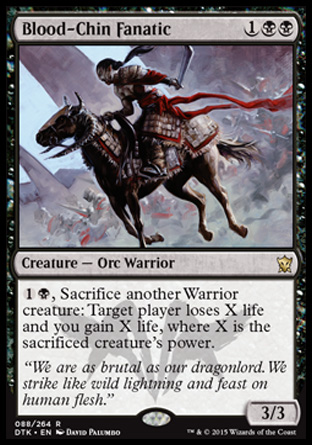 Blood-Chin Fanatic 1
Creature — Orc Warrior
1 , Sacrifice another Warrior
creature: Target player loses X life
and you gain X life, where X is the
sacrificed creature's power.
“We are as brutal as our dragonlord. We
strike like wild lightning and feast on
human flesh.”
088/264 R
DTK • EN DAVID PALUMBO
™ & © 2015 Wizards of the Coast
3/3